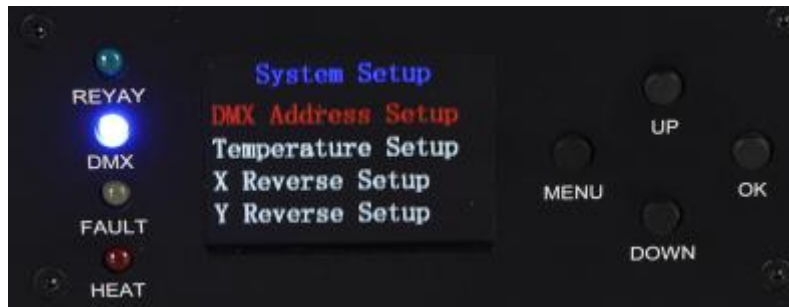 REYAY
DMX
FAULT
HEAT
System Setup
DMX Address Setup
Temperature Setup
X Reverse Setup
Y Reverse Setup
MENU
UP
DOWN
OK